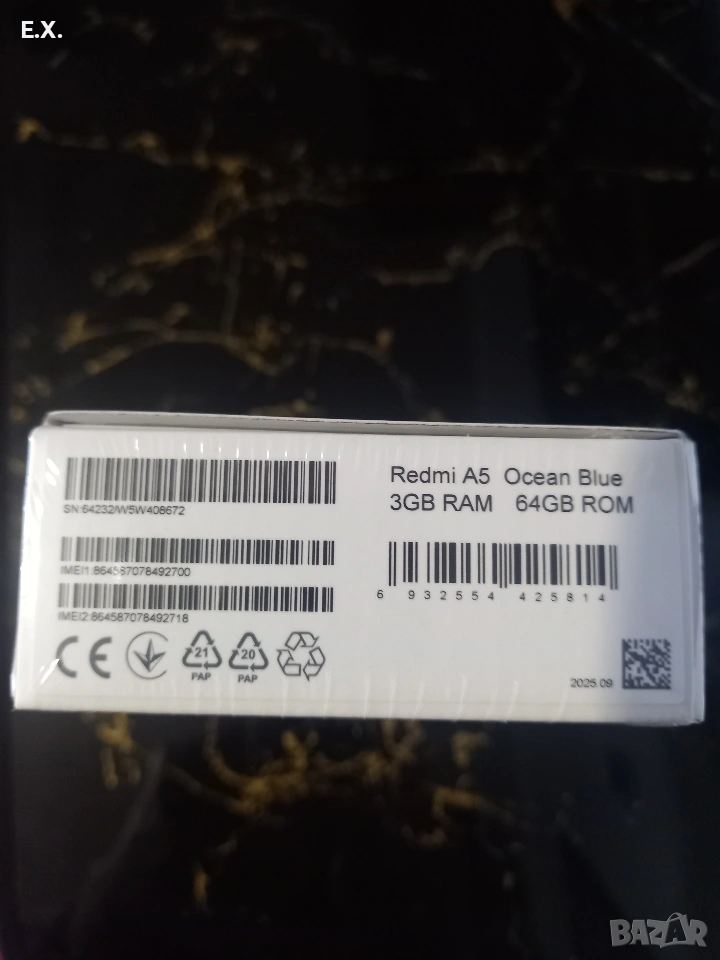 E.X.
Redmi A5 Ocean Blue
3GB RAM 64GB ROM
SN:64232/W5W408672
IMEI1:864587078492700
IMEI2:864587078492718
6 932554 425814
21
PAP
20
PAP
CE
2025.09
BAZAR